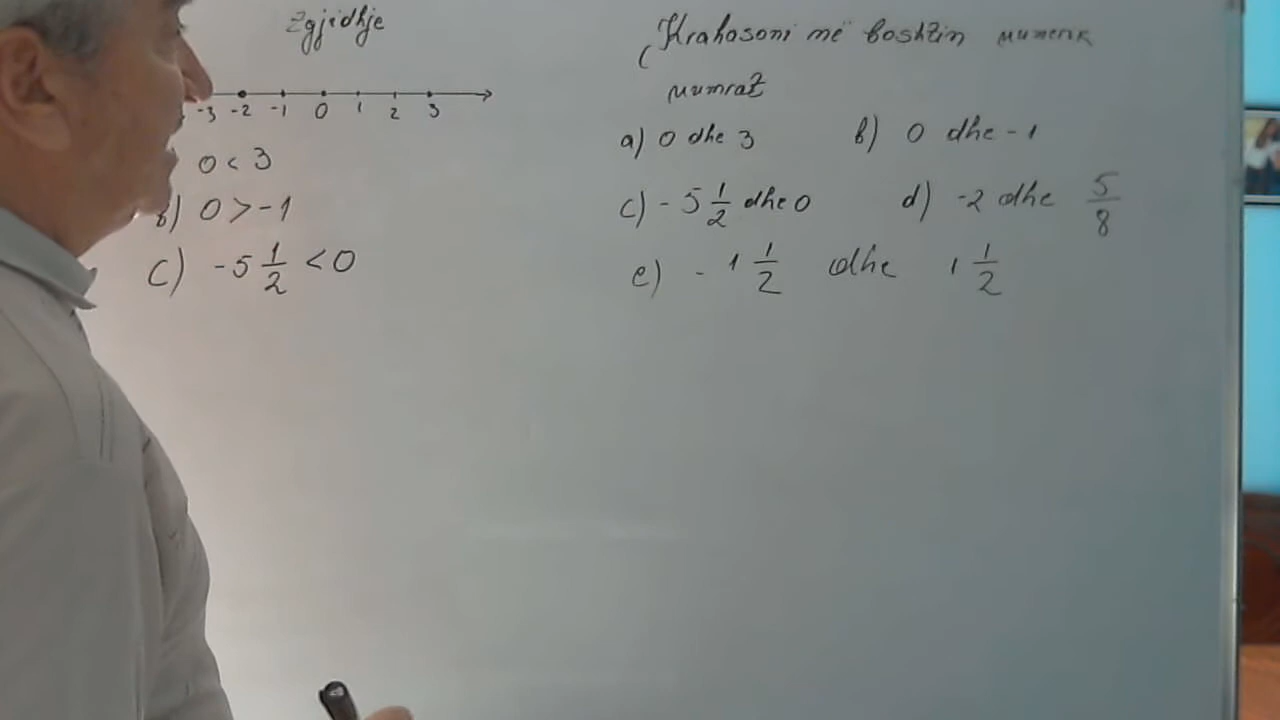 Zgjidhje
-3 -2 -1 0 1 2 3
0 < 3
b) 0 > -1
c) -5 1/2 < 0
Krahasoni në boshtin numerik
numrat
a) 0 dhe 3 b) 0 dhe -1
c) -5 1/2 dhe 0 d) -2 dhe 5/8
e) -1 1/2 dhe 1 1/2